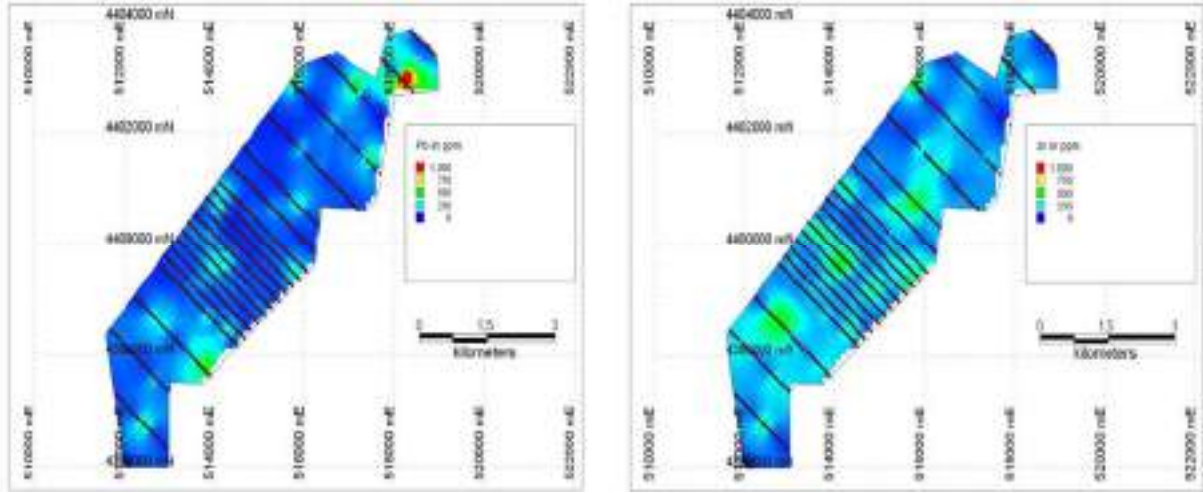 4404000 mN
510000 mE
512000 mE
514000 mE
516000 mE
518000 mE
520000 mE
522000 mE
4402000 mN
Pb in ppm
1,000
750
500
250
0
4400000 mN
0 1.5 3
kilometers
510000 mE
514000 mE
516000 mE
518000 mE
520000 mE
522000 mE
4404000 mN
510000 mE
512000 mE
514000 mE
516000 mE
518000 mE
520000 mE
522000 mE
4402000 mN
in ppm
1,000
750
500
250
0
4400000 mN
0 1.5 3
kilometers
510000 mE
514000 mE
516000 mE
518000 mE
520000 mE
522000 mE